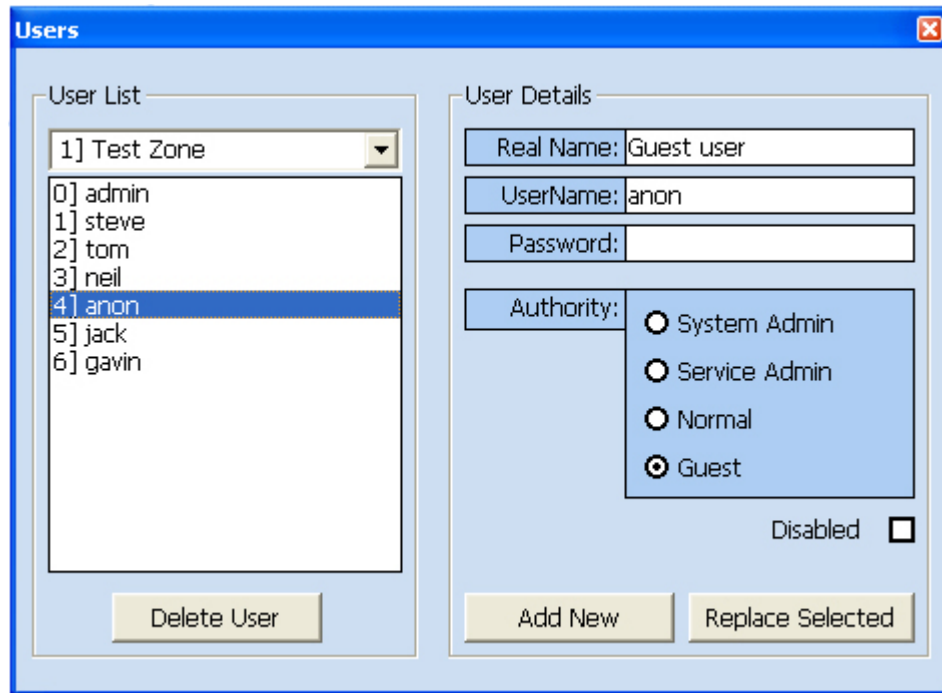 Users
User List
1] Test Zone
0] admin
1] steve
2] tom
3] neil
4] anon
5] jack
6] gavin
Delete User
User Details
Real Name: Guest user
UserName: anon
Password:
Authority:
System Admin
Service Admin
Normal
Guest
Disabled
Add New
Replace Selected